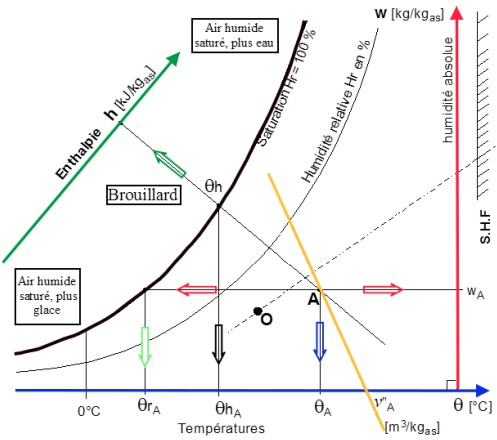 Air humide
saturé, plus eau
W [kg/kgas]
h [kJ/kgas]
Enthalpie
Saturation Hr = 100 %
Humidité relative Hr en %
humidité absolue
θh
Brouillard
S.H.F
Air humide
saturé, plus
glace
A
wA
O
0°C
θrA
θhA
θA
ν"A
θ [°C]
Températures
[m³/kgas]